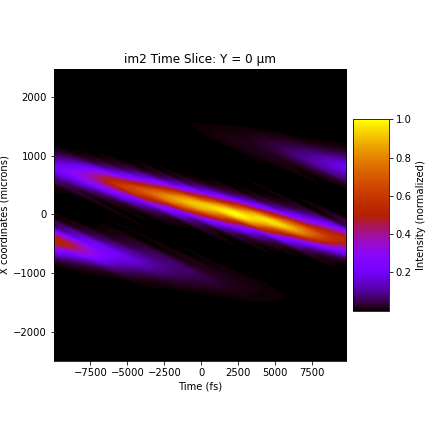 im2 Time Slice: Y = 0 µm
2000
1000
0
−1000
−2000
X coordinates (microns)
−7500 −5000 −2500 0 2500 5000 7500
Time (fs)
1.0
0.8
0.6
0.4
0.2
Intensity (normalized)